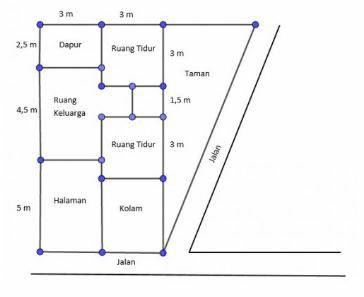 3 m
3 m
2,5 m
Dapur
Ruang Tidur
3 m
Taman
4,5 m
Ruang
Keluarga
1,5 m
Ruang Tidur
3 m
Jalan
5 m
Halaman
Kolam
Jalan